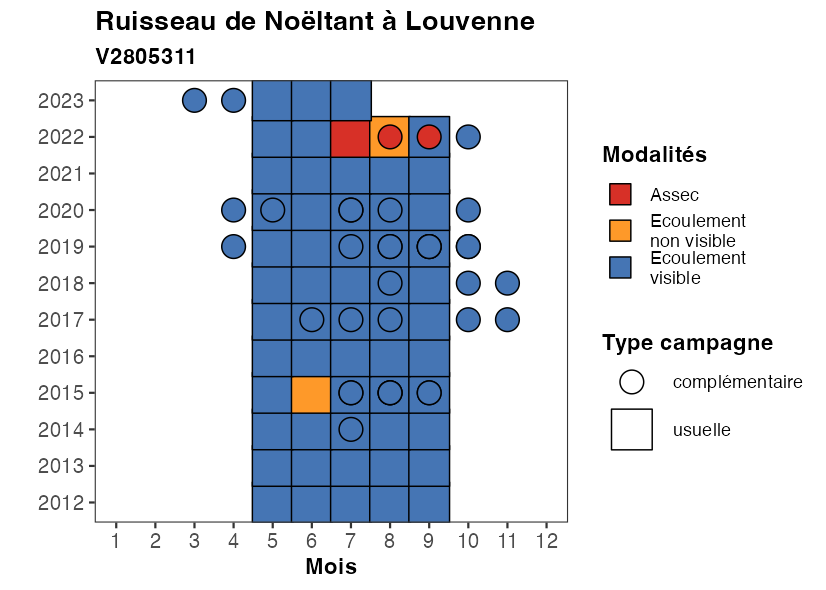 Ruisseau de Noëltant à Louvenne
V2805311
2023
2022
2021
2020
2019
2018
2017
2016
2015
2014
2013
2012
1 2 3 4 5 6 7 8 9 10 11 12
Mois
Modalités
Assec
Ecoulement
non visible
Ecoulement
visible
Type campagne
complémentaire
usuelle